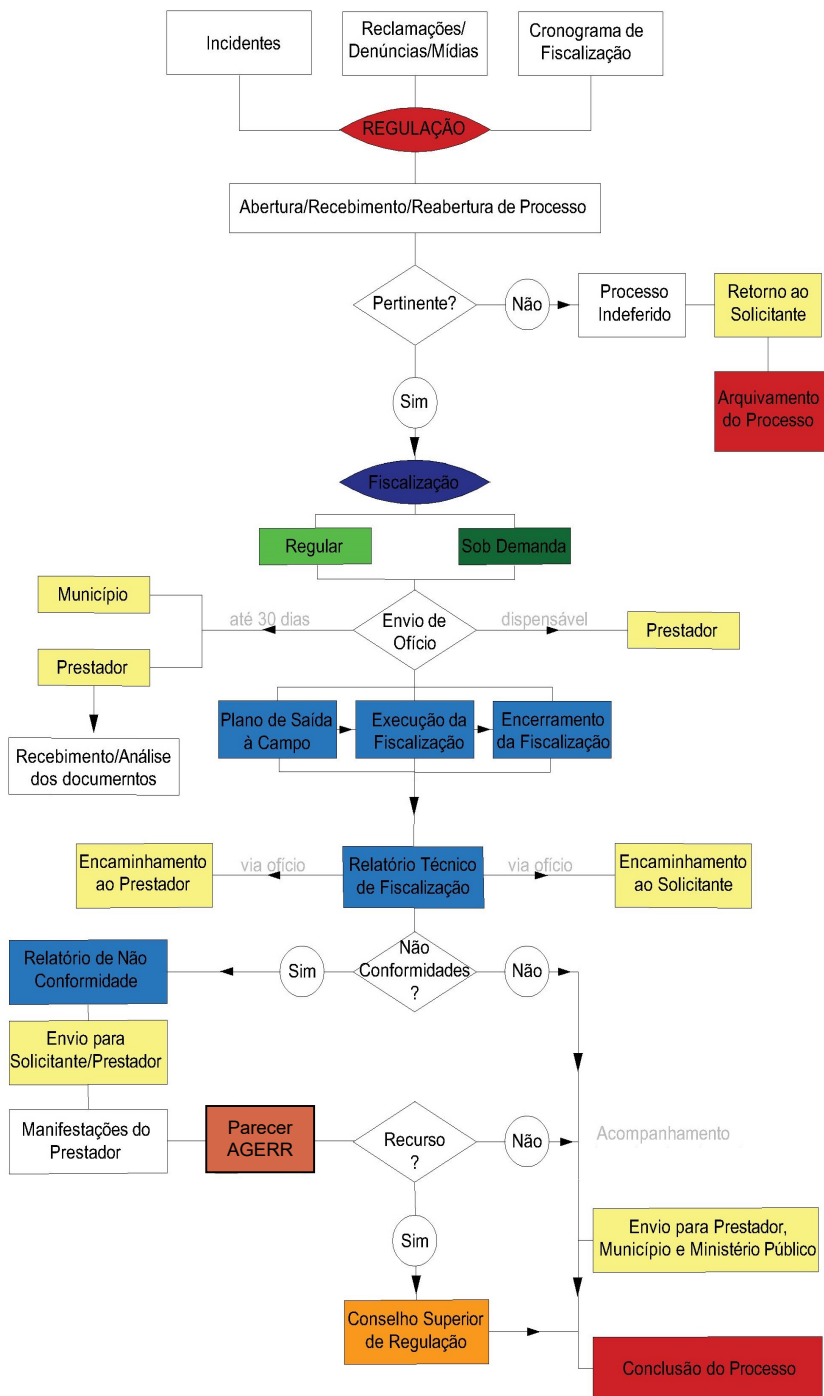 Incidentes
Reclamações/
Denúncias/Mídias
Cronograma de
Fiscalização
REGULAÇÃO
Abertura/Recebimento/Reabertura de Processo
Pertinente?
Não
Processo
Indeferido
Retorno ao
Solicitante
Sim
Arquivamento
do Processo
Fiscalização
Regular
Sob Demanda
Município
até 30 dias
Envio de
Ofício
dispensável
Prestador
Prestador
Plano de Saída
à Campo
Execução da
Fiscalização
Encerramento
da Fiscalização
Recebimento/Análise
dos documerntos
Encaminhamento
ao Prestador
via ofício
Relatório Técnico
de Fiscalização
via ofício
Encaminhamento
ao Solicitante
Relatório de Não
Conformidade
Sim
Não
Conformidades
?
Não
Envio para
Solicitante/Prestador
Manifestações do
Prestador
Parecer
AGERR
Recurso
?
Não
Acompanhamento
Sim
Envio para Prestador,
Município e Ministério Público
Conselho Superior
de Regulação
Conclusão do Processo